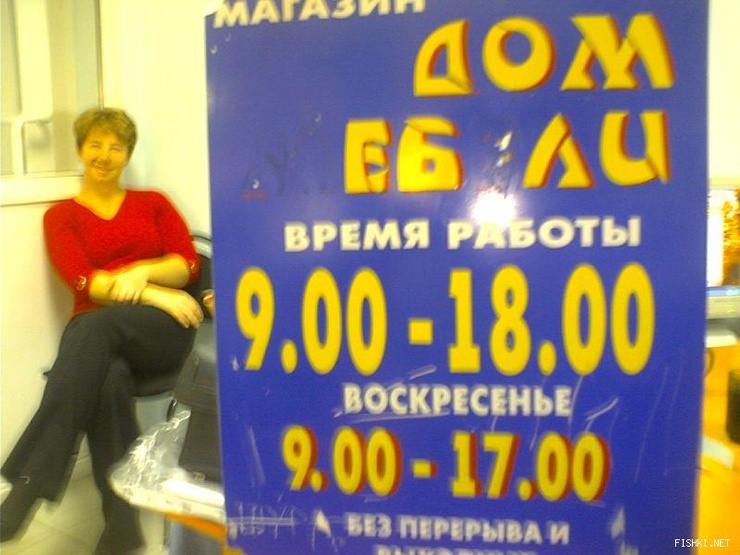 МАГАЗИН
ДОМ
ЕБ ЛИ
ВРЕМЯ РАБОТЫ
9.00 - 18.00
ВОСКРЕСЕНЬЕ
9.00 - 17.00
БЕЗ ПЕРЕРЫВА И
FISHKI.NET